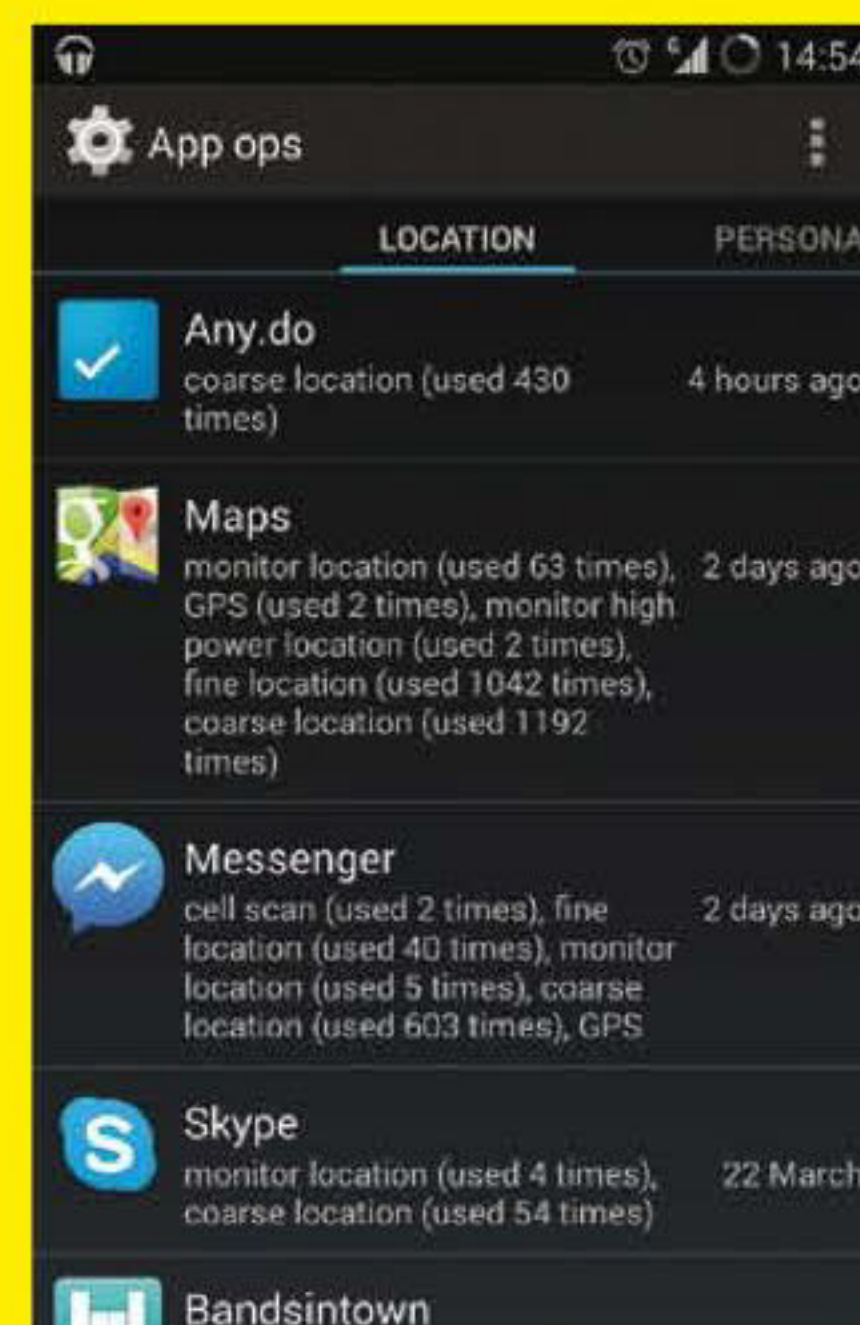 G 14:54
App ops
LOCATION PERSONA
Any.do
coarse location (used 430 4 hours ago
times)
Maps
monitor location (used 63 times), 2 days ago
GPS (used 2 times), monitor high
power location (used 2 times),
fine location (used 1042 times),
coarse location (used 1192
times)
Messenger
cell scan (used 2 times), fine 2 days ago
location (used 40 times), monitor
location (used 5 times), coarse
location (used 603 times), GPS
S Skype
monitor location (used 4 times), 22 March
coarse location (used 54 times)
Bandsintown